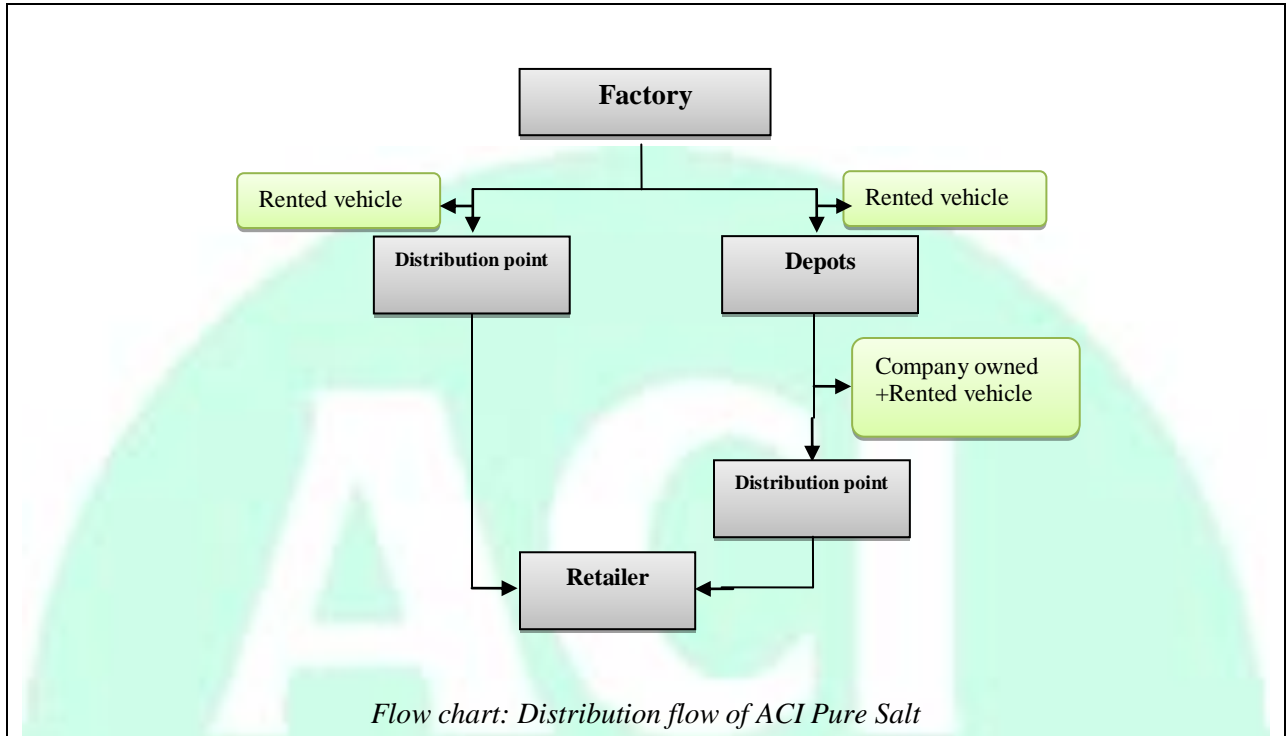 Factory
Rented vehicle
Rented vehicle
Distribution point
Depots
Company owned
+Rented vehicle
Distribution point
Retailer
ACI
Flow chart: Distribution flow of ACI Pure Salt